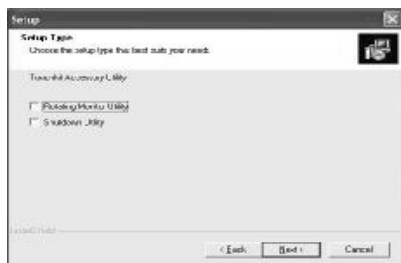 Setup
Setup Type
Choose the setup type that best suits your needs.
Accessory Utility
Rotating Monitor Utility
Shutdown Utility
InstallShield
< Back
Next >
Cancel